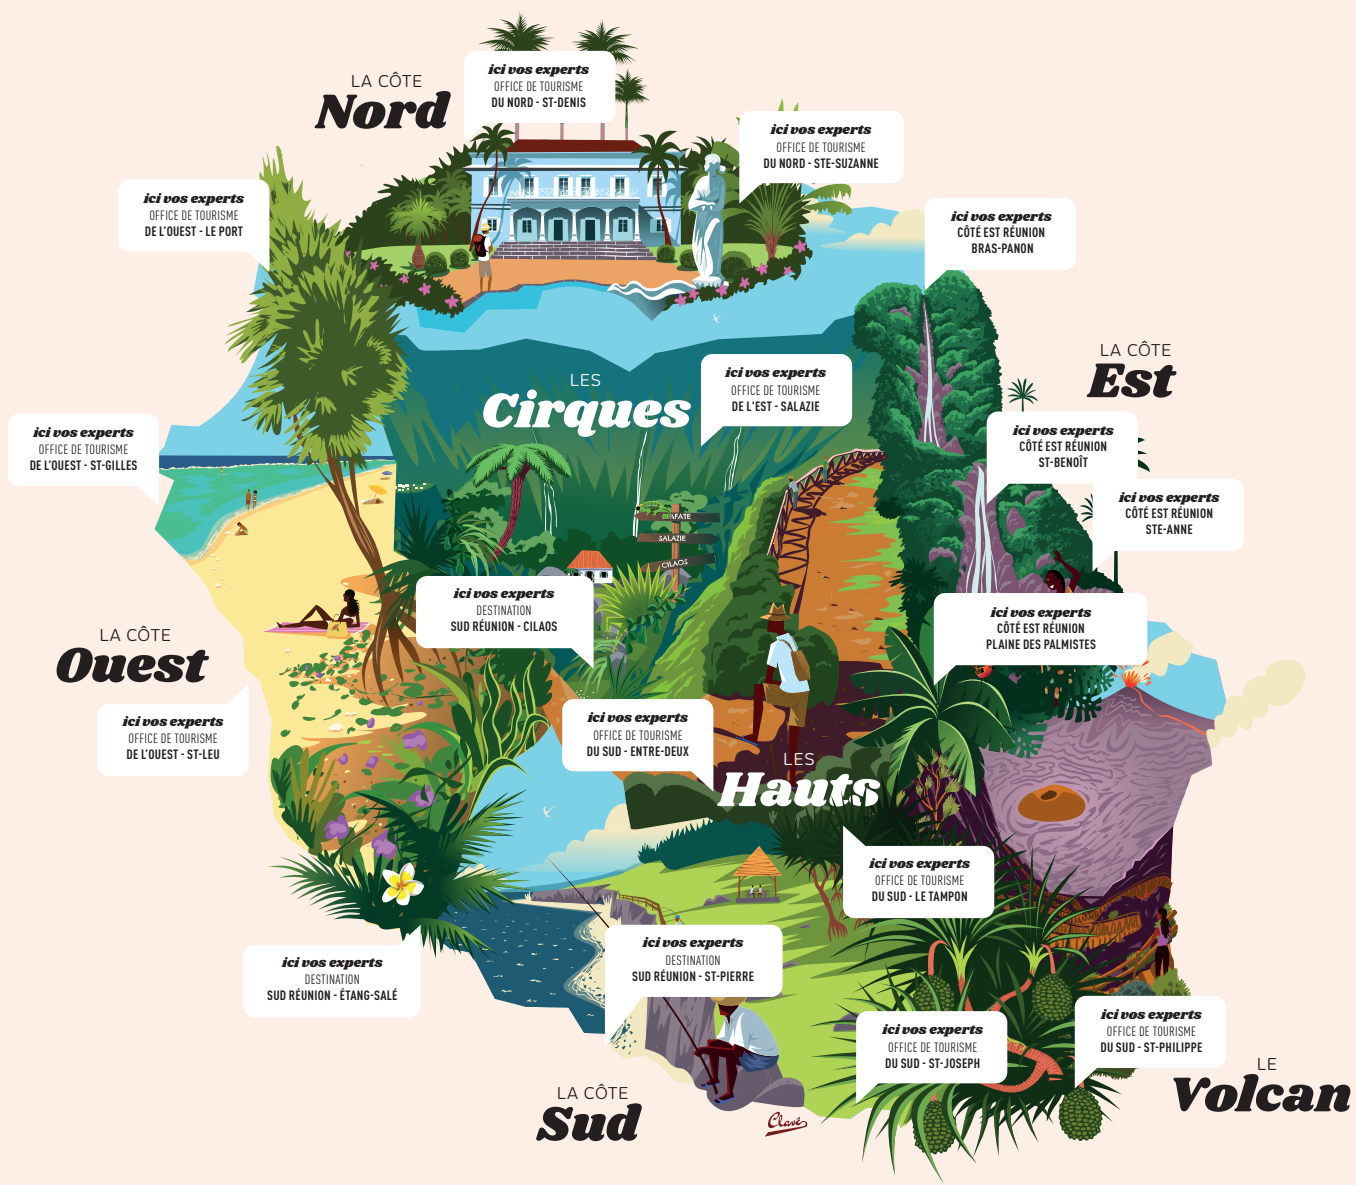 LA CÔTE
Nord
ici vos experts
OFFICE DE TOURISME
DU NORD - ST-DENIS
ici vos experts
OFFICE DE TOURISME
DU NORD - STE-SUZANNE
ici vos experts
OFFICE DE TOURISME
DE L'OUEST - LE PORT
ici vos experts
CÔTÉ EST RÉUNION
BRAS-PANON
LA CÔTE
Est
LES
Cirques
ici vos experts
OFFICE DE TOURISME
DE L'EST - SALAZIE
ici vos experts
OFFICE DE TOURISME
DE L'OUEST - ST-GILLES
ici vos experts
CÔTÉ EST RÉUNION
ST-BENOÎT
ici vos experts
CÔTÉ EST RÉUNION
STE-ANNE
AFATE
SALAZIE
CILAOS
ici vos experts
DESTINATION
SUD RÉUNION - CILAOS
ici vos experts
CÔTÉ EST RÉUNION
PLAINE DES PALMISTES
LA CÔTE
Ouest
ici vos experts
OFFICE DE TOURISME
DE L'OUEST - ST-LEU
ici vos experts
OFFICE DE TOURISME
DU SUD - ENTRE-DEUX
LES
Hauts
ici vos experts
OFFICE DE TOURISME
DU SUD - LE TAMPON
ici vos experts
DESTINATION
SUD RÉUNION - ÉTANG-SALÉ
ici vos experts
DESTINATION
SUD RÉUNION - ST-PIERRE
ici vos experts
OFFICE DE TOURISME
DU SUD - ST-JOSEPH
ici vos experts
OFFICE DE TOURISME
DU SUD - ST-PHILIPPE
LE
Volcan
LA CÔTE
Sud
Clavé